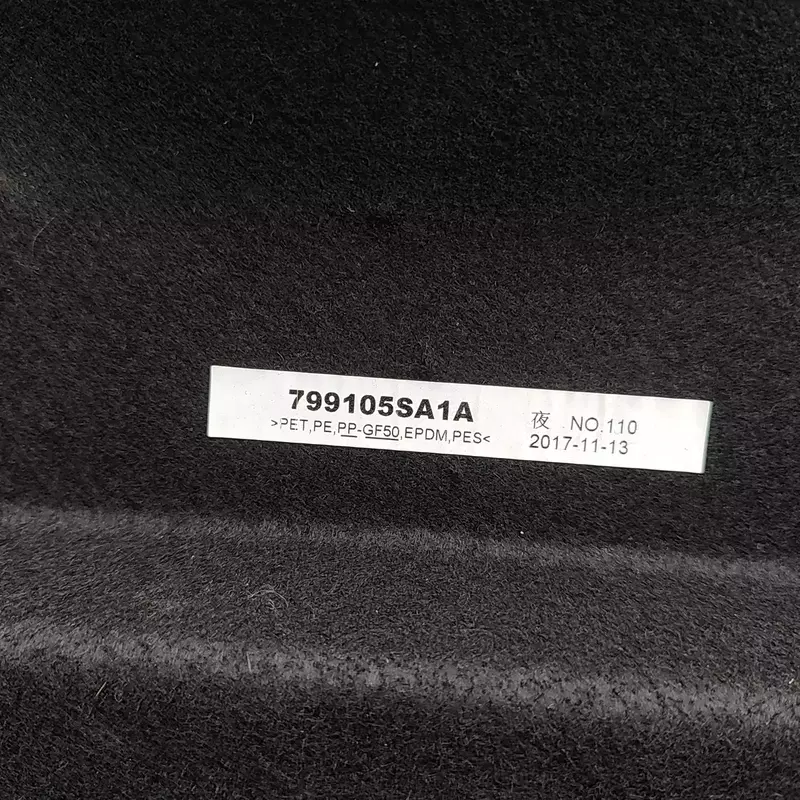 799105SA1A
>PET,PE,PP-GF50,EPDM,PES<
夜 NO.110
2017-11-13